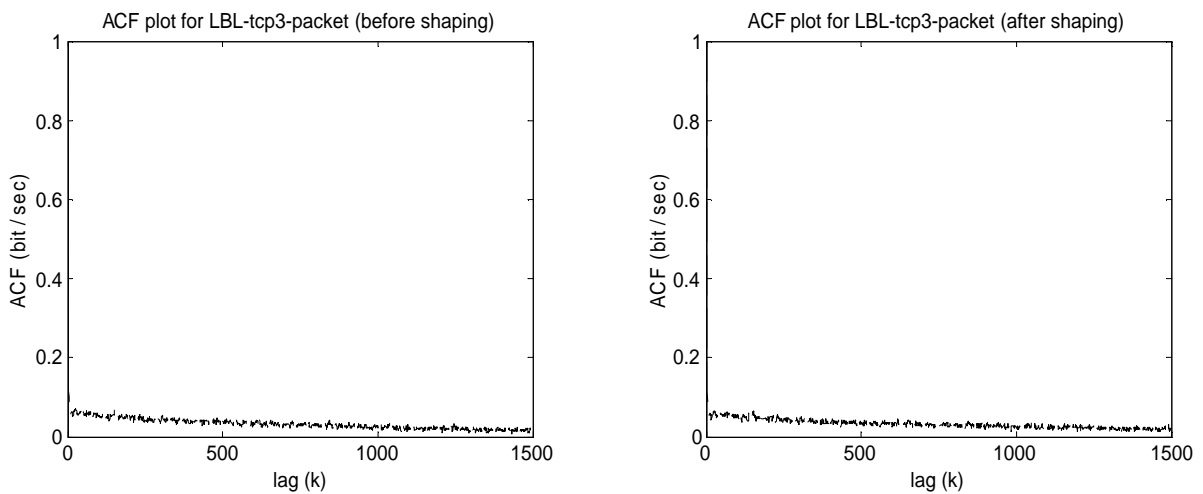 ACF plot for LBL-tcp3-packet (before shaping)
1
0.8
0.6
0.4
0.2
0
ACF (bit / sec)
0 500 1000 1500
lag (k)
ACF plot for LBL-tcp3-packet (after shaping)
1
0.8
0.6
0.4
0.2
0
ACF (bit / sec)
0 500 1000 1500
lag (k)